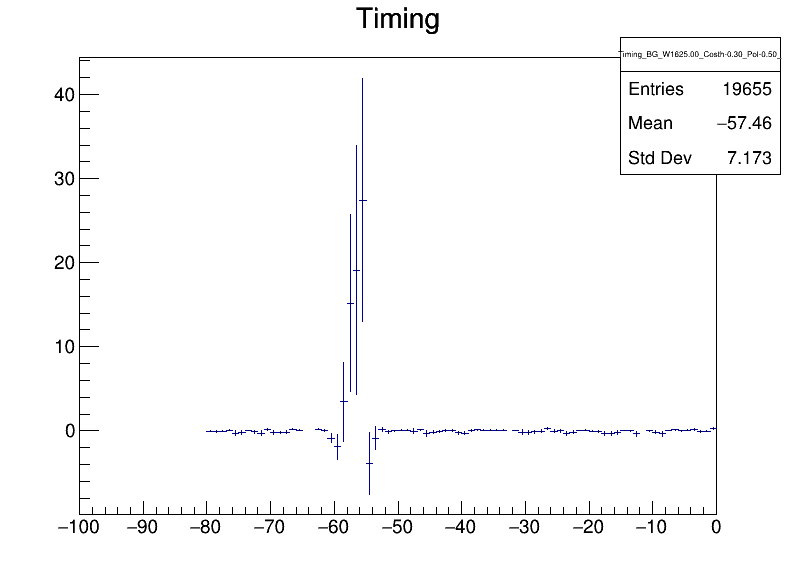 Timing
Timing_BG_W1625.00_Costh-0.30_Pol-0.50_
Entries 19655
Mean −57.46
Std Dev 7.173
40
30
20
10
0
−100 −90 −80 −70 −60 −50 −40 −30 −20 −10 0